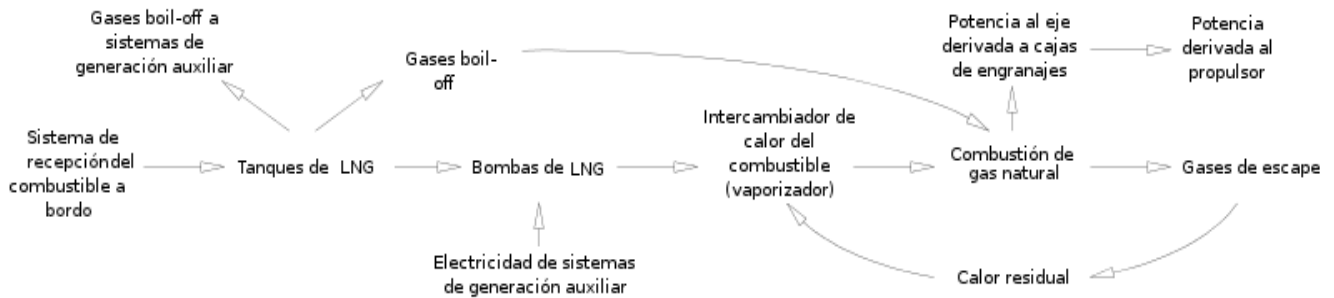 Gases boil-off a
sistemas de
generación auxiliar
Gases boil-
off
Potencia al eje
derivada a cajas
de engranajes
Potencia
derivada al
propulsor
Sistema de
recepción del
combustible a
bordo
Tanques de LNG
Bombas de LNG
Intercambiador de
calor del
combustible
(vaporizador)
Combustión de
gas natural
Gases de escape
Electricidad de sistemas
de generación auxiliar
Calor residual